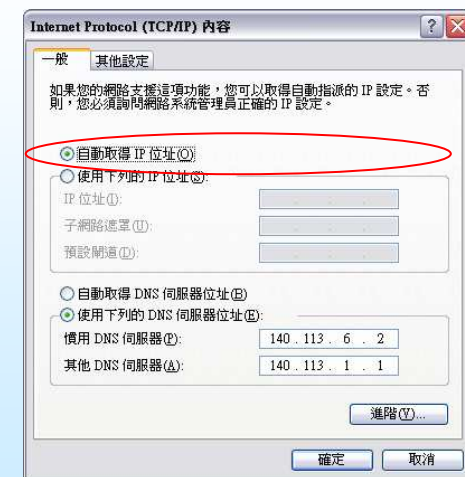 Internet Protocol (TCP/IP) 內容
一般 其他設定
如果您的網路支援這項功能，您可以取得自動指派的 IP 設定。否
則，您必須詢問網路系統管理員正確的 IP 設定。
自動取得 IP 位址(O)
使用下列的 IP 位址(S):
IP 位址(I):
子網路遮罩(U):
預設閘道(D):
自動取得 DNS 伺服器位址(B)
使用下列的 DNS 伺服器位址(E):
慣用 DNS 伺服器(P): 140 . 113 . 6 . 2
其他 DNS 伺服器(A): 140 . 113 . 1 . 1
進階(V)...
確定 取消